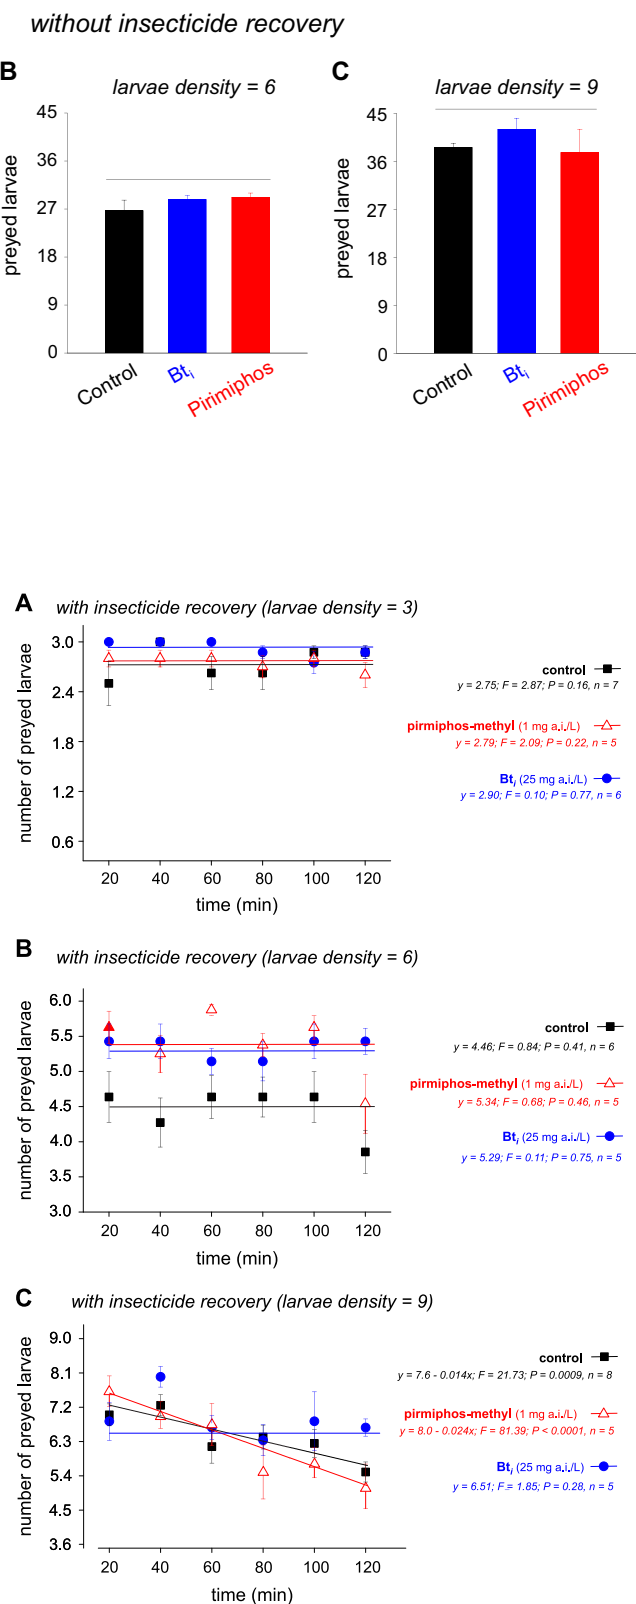 without insecticide recovery
B
C
larvae density = 6
larvae density = 9
preyed larvae
45
36
27
18
9
0
Control
Bti
Pirimiphos
preyed larvae
45
36
27
18
9
0
Control
Bti
Pirimiphos
A with insecticide recovery (larvae density = 3)
number of preyed larvae
3.0
2.4
1.8
1.2
0.6
20 40 60 80 100 120
time (min)
control
y = 2.75; F = 2.87; P = 0.16, n = 7
pirmiphos-methyl (1 mg a.i./L)
y = 2.79; F = 2.09; P = 0.22, n = 5
Bti (25 mg a.i./L)
y = 2.90; F = 0.10; P = 0.77, n = 6
B with insecticide recovery (larvae density = 6)
number of preyed larvae
6.0
5.5
5.0
4.5
4.0
3.5
3.0
20 40 60 80 100 120
time (min)
control
y = 4.46; F = 0.84; P = 0.41, n = 6
pirmiphos-methyl (1 mg a.i./L)
y = 5.34; F = 0.68; P = 0.46, n = 5
Bti (25 mg a.i./L)
y = 5.29; F = 0.11; P = 0.75, n = 5
C with insecticide recovery (larvae density = 9)
number of preyed larvae
9.0
8.1
7.2
6.3
5.4
4.5
3.6
20 40 60 80 100 120
time (min)
control
y = 7.6 - 0.014x; F = 21.73; P = 0.0009, n = 8
pirmiphos-methyl (1 mg a.i./L)
y = 8.0 - 0.024x; F = 81.39; P < 0.0001, n = 5
Bti (25 mg a.i./L)
y = 6.51; F = 1.85; P = 0.28, n = 5